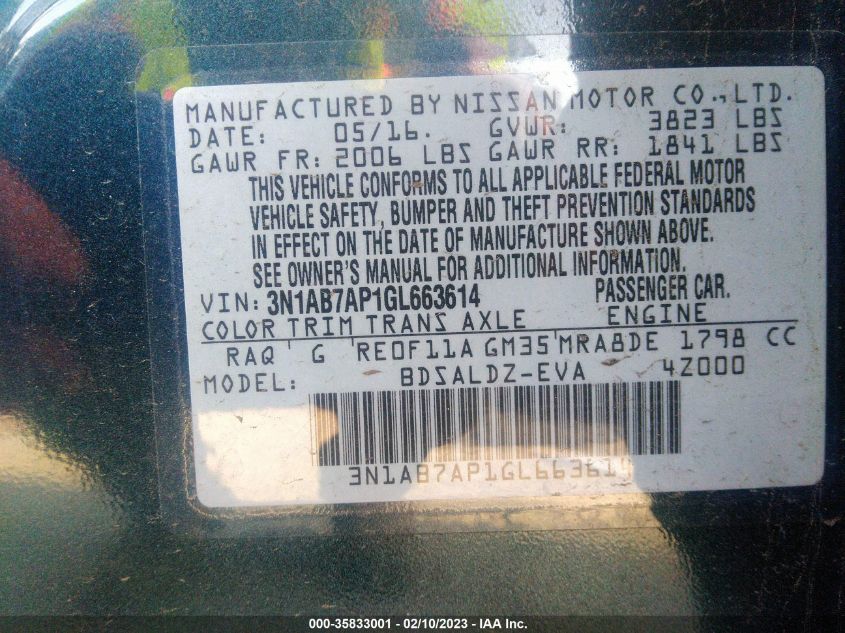 MANUFACTURED BY NISSAN MOTOR CO.,LTD.
DATE: 05/16. GVWR: 3823 LBS
GAWR FR: 2006 LBS GAWR RR: 1841 LBS
THIS VEHICLE CONFORMS TO ALL APPLICABLE FEDERAL MOTOR
VEHICLE SAFETY, BUMPER AND THEFT PREVENTION STANDARDS
IN EFFECT ON THE DATE OF MANUFACTURE SHOWN ABOVE.
SEE OWNER'S MANUAL FOR ADDITIONAL INFORMATION.
VIN: 3N1AB7AP1GL663614 PASSENGER CAR.
COLOR TRIM TRANS AXLE ENGINE
RAQ G RE0F11A GM35 MRA8DE 1798 CC
MODEL: BDSALDZ-EVA 4Z000
3N1AB7AP1GL663614
000-35833001 - 02/10/2023 - IAA Inc.